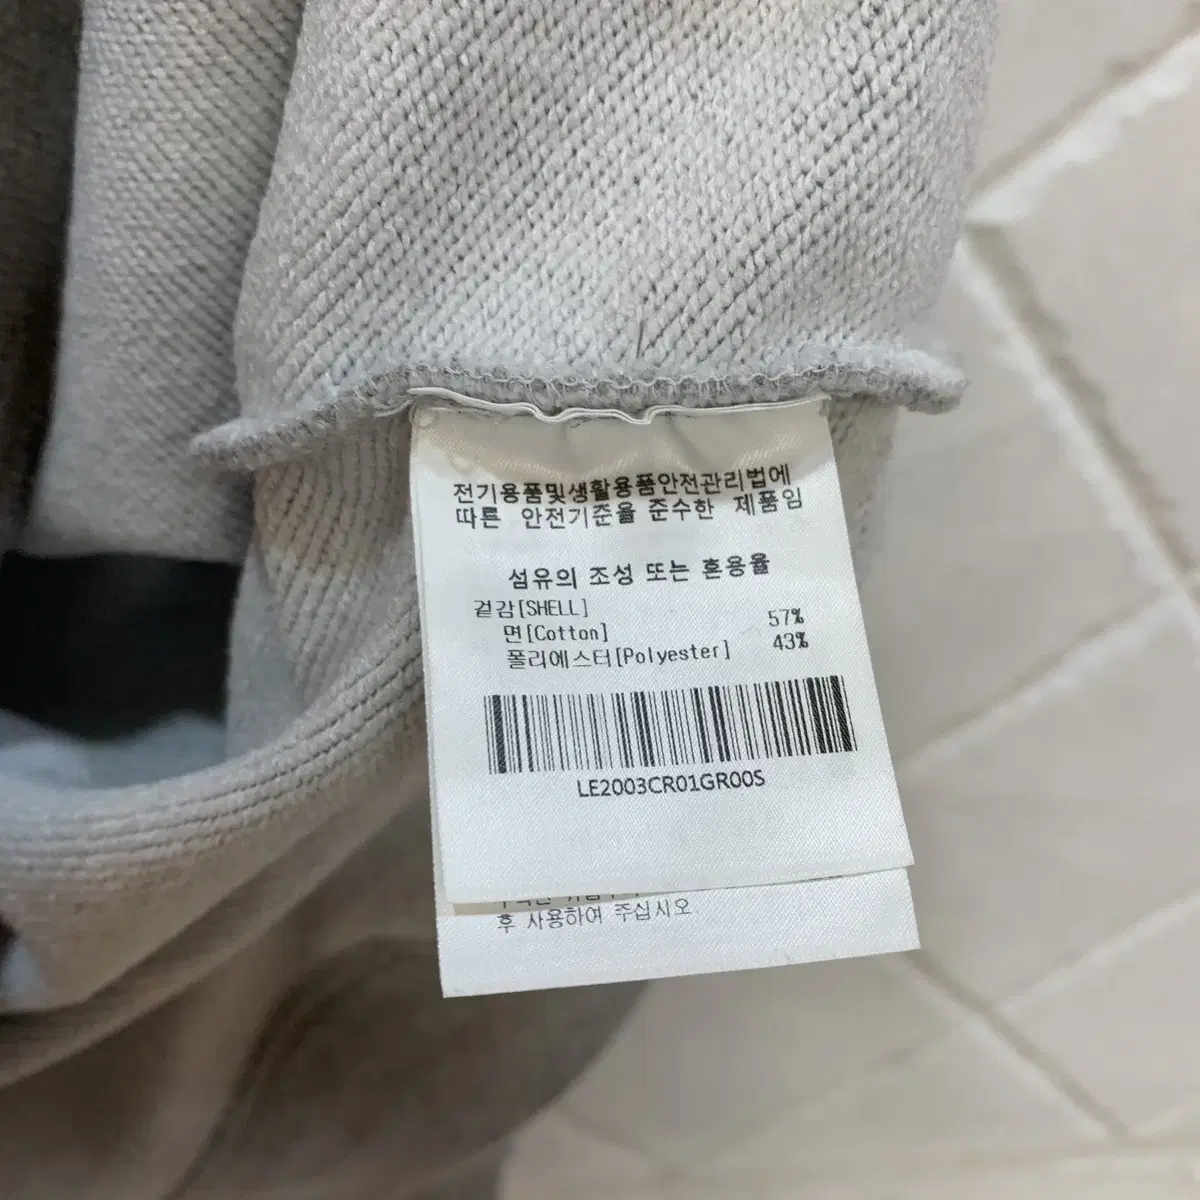 전기용품및생활용품안전관리법에
따른 안전기준을 준수한 제품임
섬유의 조성 또는 혼용율
겉감[SHELL]
면[Cotton] 57%
폴리에스터[Polyester] 43%
LE2003CR01GR00S
후 사용하여 주십시오.